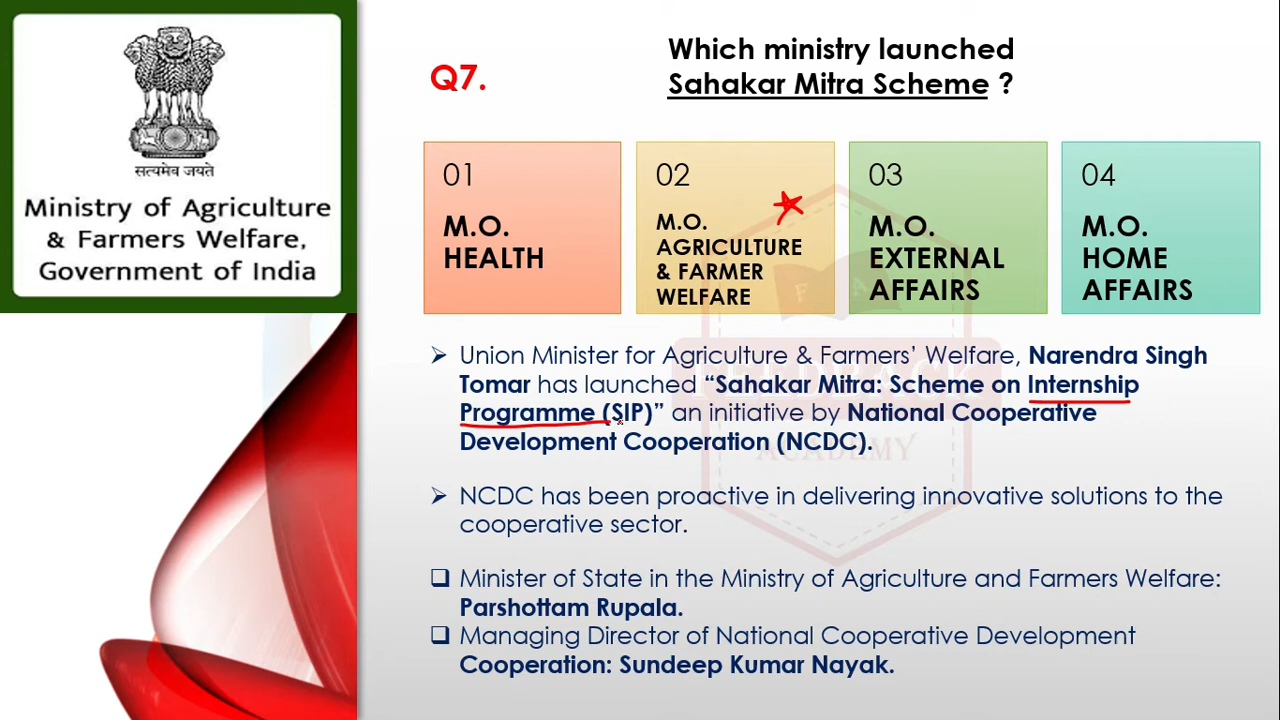 सत्यमेव जयते
Ministry of Agriculture
& Farmers Welfare,
Government of India
Q7.
Which ministry launched
Sahakar Mitra Scheme ?
01
M.O.
HEALTH
02
M.O.
AGRICULTURE
& FARMER
WELFARE
03
M.O.
EXTERNAL
AFFAIRS
04
M.O.
HOME
AFFAIRS
➢ Union Minister for Agriculture & Farmers’ Welfare, Narendra Singh
Tomar has launched “Sahakar Mitra: Scheme on Internship
Programme (SIP)” an initiative by National Cooperative
Development Cooperation (NCDC).
➢ NCDC has been proactive in delivering innovative solutions to the
cooperative sector.
❑ Minister of State in the Ministry of Agriculture and Farmers Welfare:
Parshottam Rupala.
❑ Managing Director of National Cooperative Development
Cooperation: Sundeep Kumar Nayak.
F A
FEEDBACK
ACADEMY